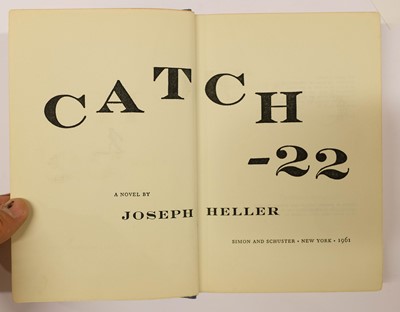 CATCH
-22
A NOVEL BY
JOSEPH HELLER
SIMON AND SCHUSTER • NEW YORK • 1961